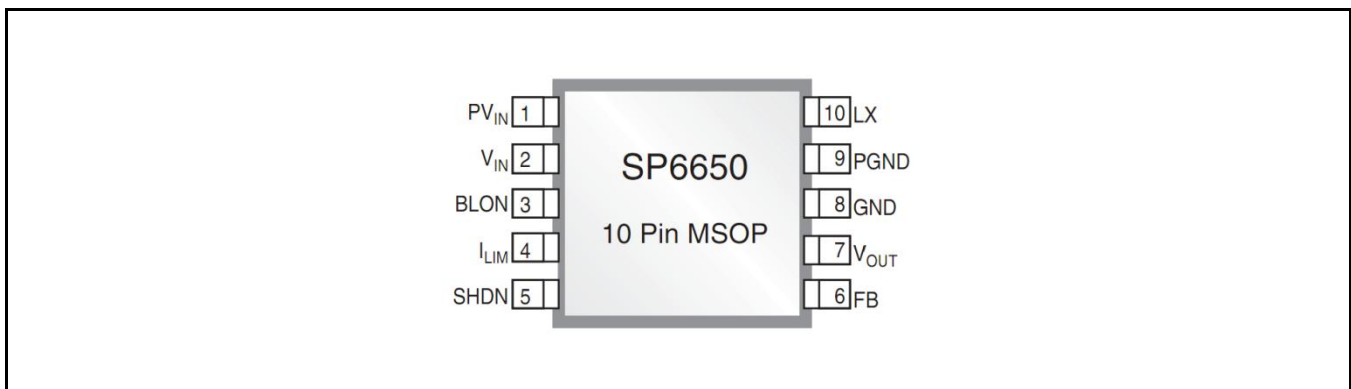 PVIN 1
VIN 2
BLON 3
ILIM 4
SHDN 5
SP6650
10 Pin MSOP
10 LX
9 PGND
8 GND
7 VOUT
6 FB